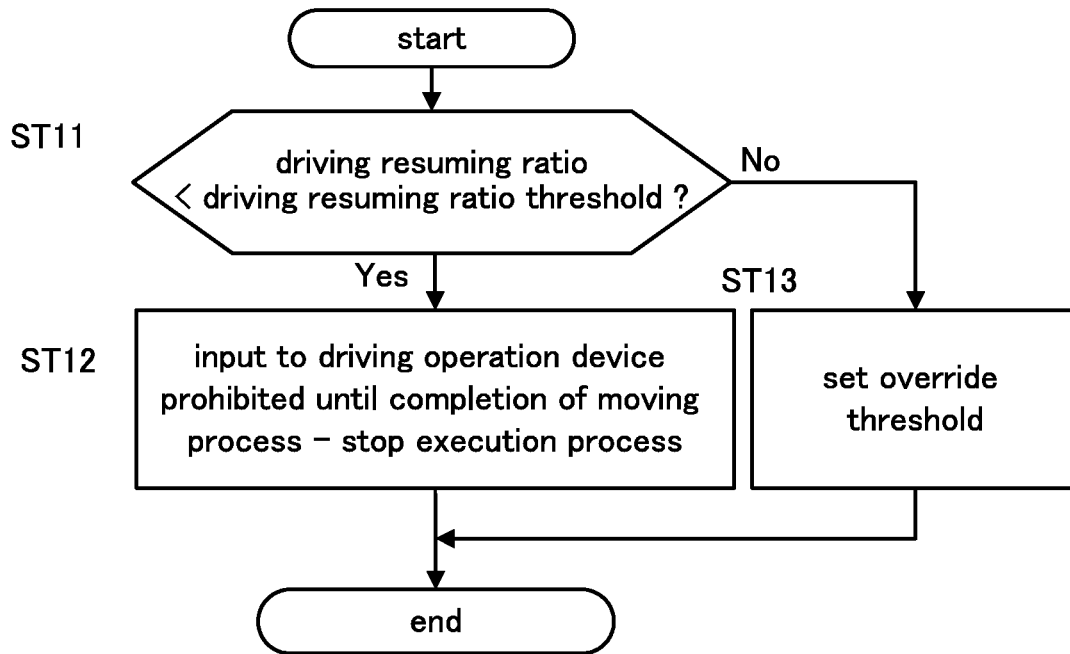 start
ST11
driving resuming ratio
< driving resuming ratio threshold ?
No
Yes
ST13
ST12
input to driving operation device
prohibited until completion of moving
process − stop execution process
set override
threshold
end